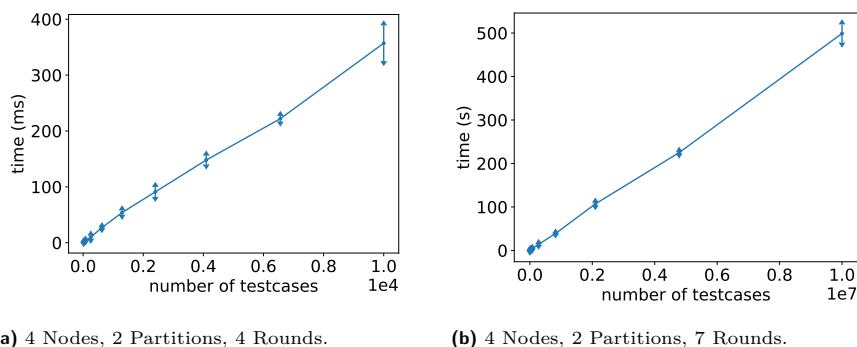 400
300
200
100
0
time (ms)
0.0 0.2 0.4 0.6 0.8 1.0
1e4
number of testcases
500
400
300
200
100
0
time (s)
0.0 0.2 0.4 0.6 0.8 1.0
1e7
number of testcases
a) 4 Nodes, 2 Partitions, 4 Rounds.
(b) 4 Nodes, 2 Partitions, 7 Rounds.